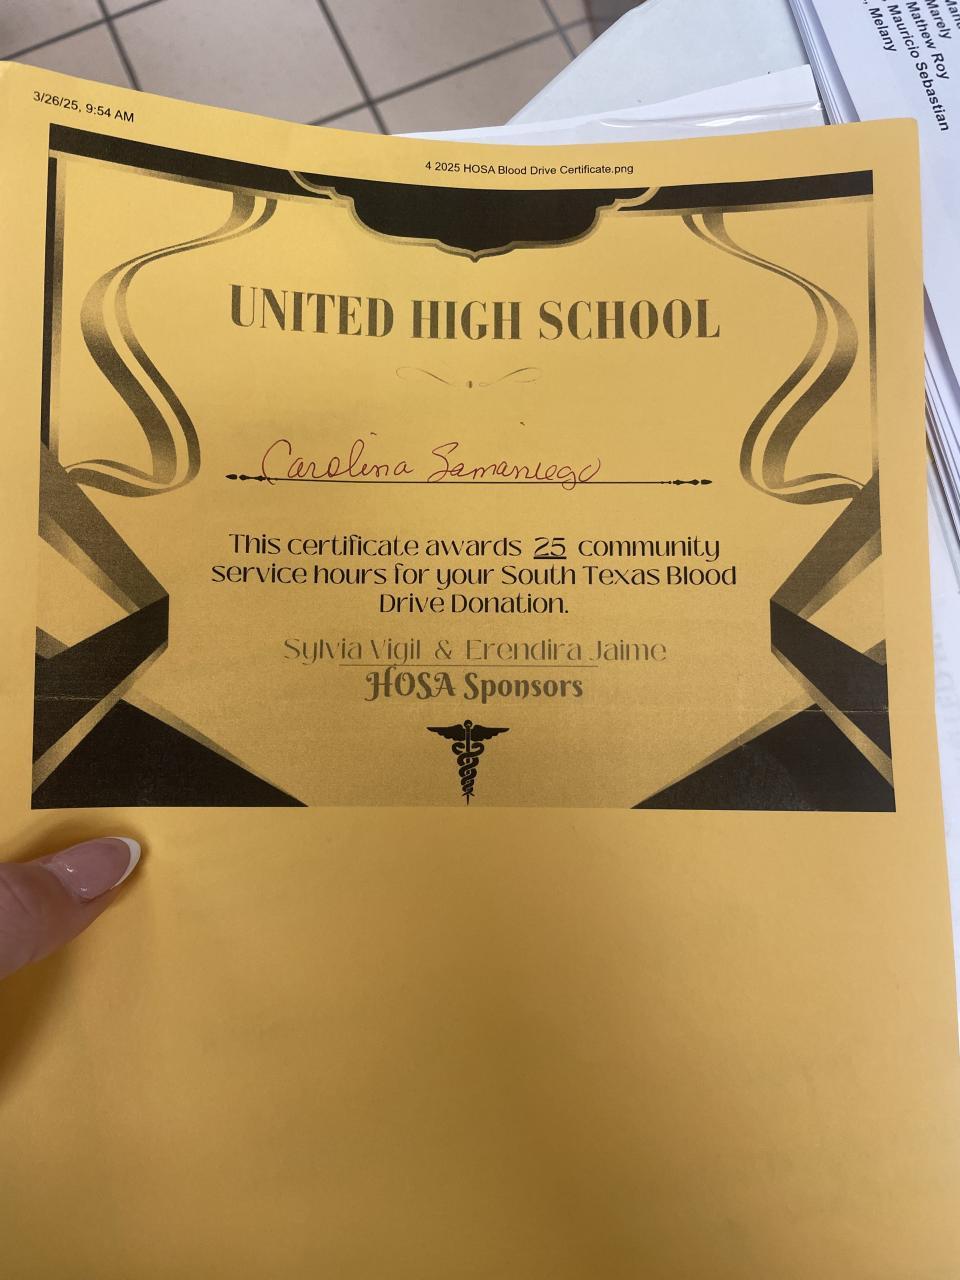 Marely
Mathew Roy
Mauricio Sebastian
Melany
3/26/25, 9:54 AM
4 2025 HOSA Blood Drive Certificate.png
UNITED HIGH SCHOOL
Carolina Samaniego
This certificate awards 25 community
service hours for your South Texas Blood
Drive Donation.
Sylvia Vigil & Erendira Jaime
HOSA Sponsors